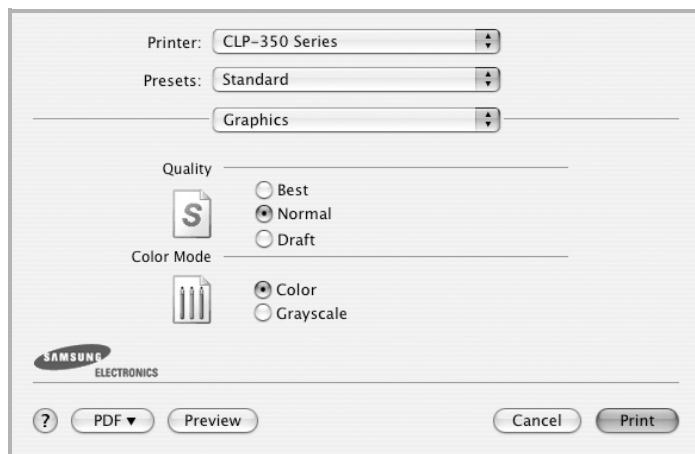 Printer: CLP-350 Series
Presets: Standard
Graphics
Quality
Best
S
Normal
Draft
Color Mode
Color
Grayscale
SAMSUNG
ELECTRONICS
? PDF ▼ Preview Cancel Print